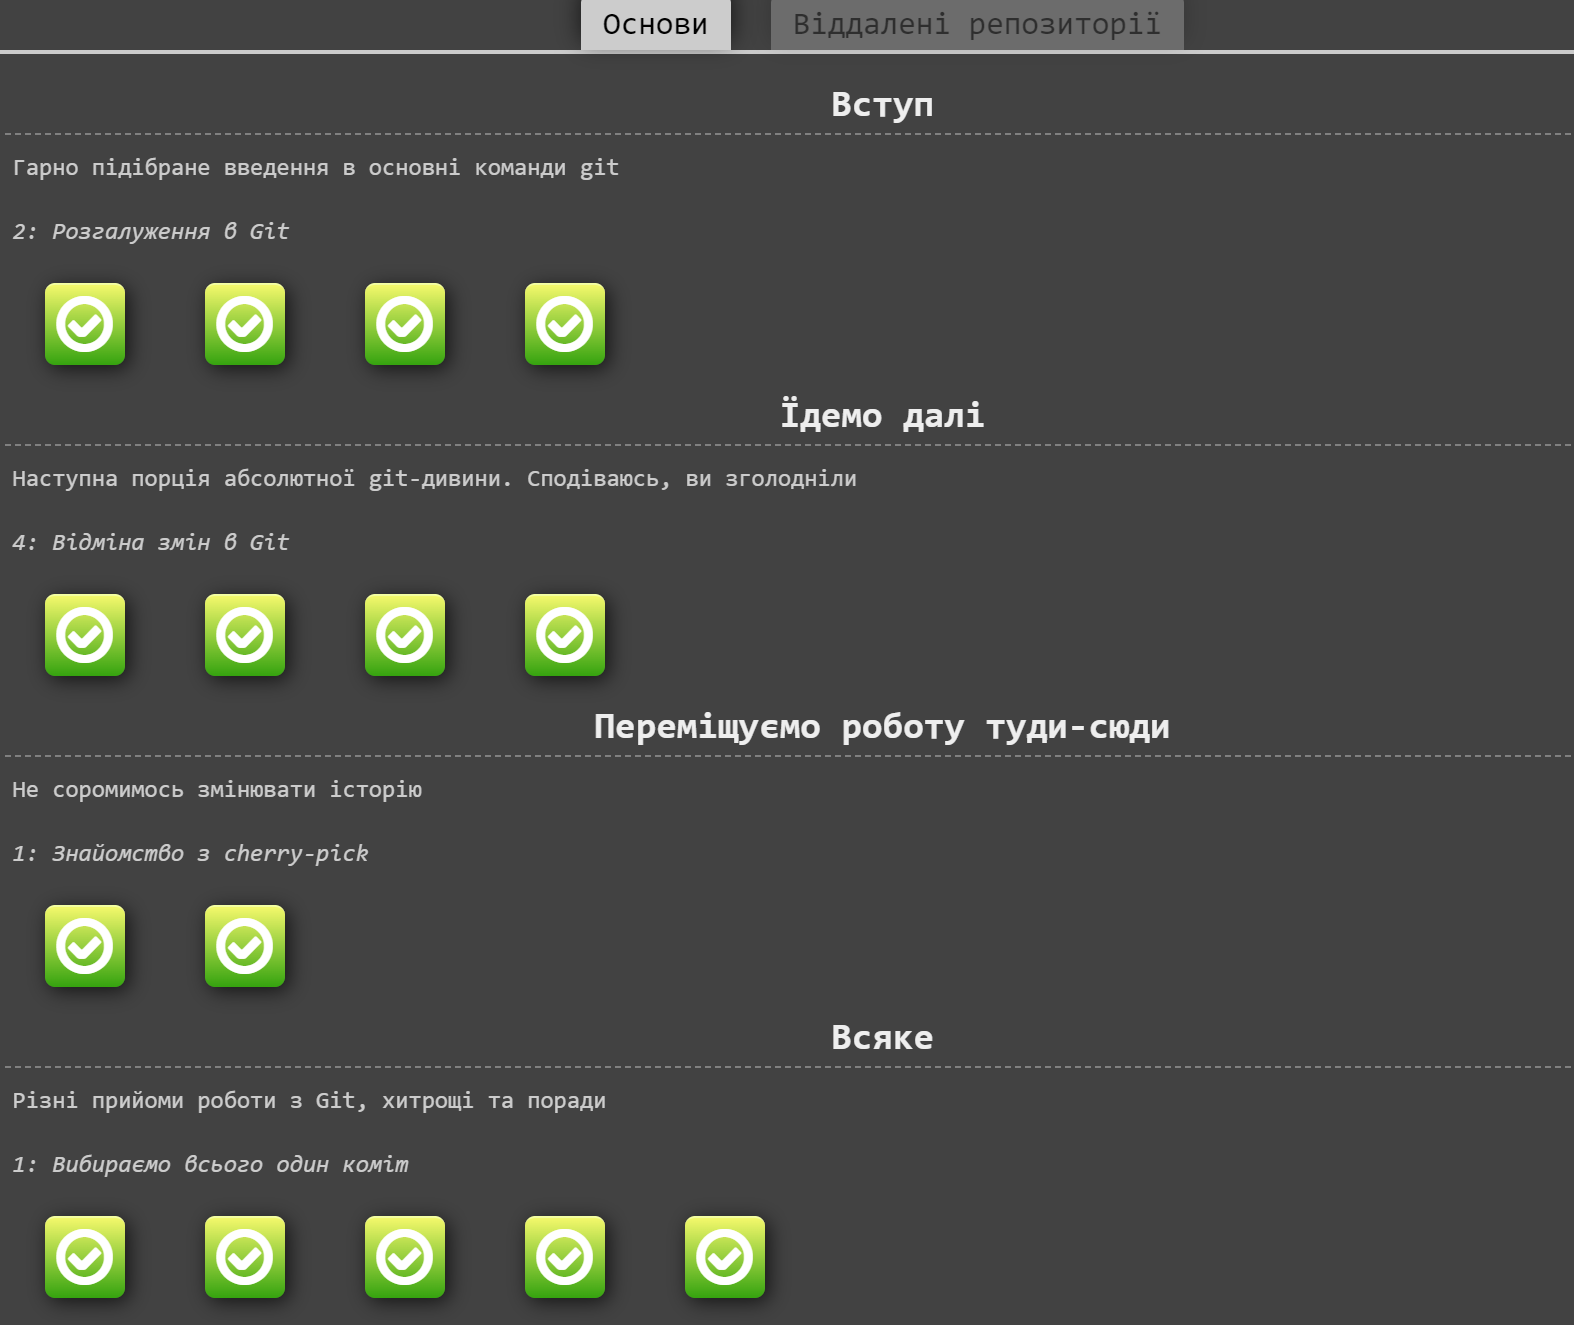 Основи
Віддалені репозиторії
Вступ
Гарно підібране введення в основні команди git
2: Розгалуження в Git
Їдемо далі
Наступна порція абсолютної git-дивини. Сподіваюсь, ви зголодніли
4: Відміна змін в Git
Переміщуємо роботу туди-сюди
Не соромимось змінювати історію
1: Знайомство з cherry-pick
Всяке
Різні прийоми роботи з Git, хитрощі та поради
1: Вибираємо всього один коміт